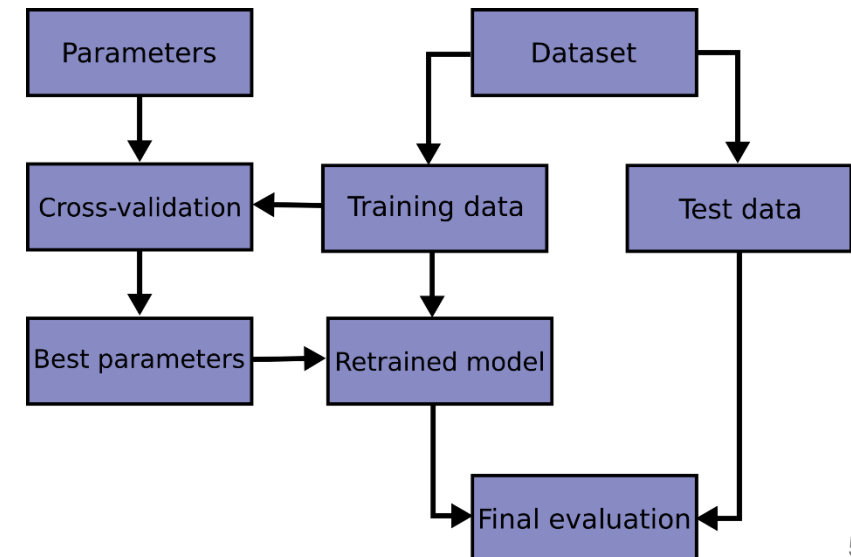 Parameters
Dataset
Cross-validation
Training data
Test data
Best parameters
Retrained model
Final evaluation